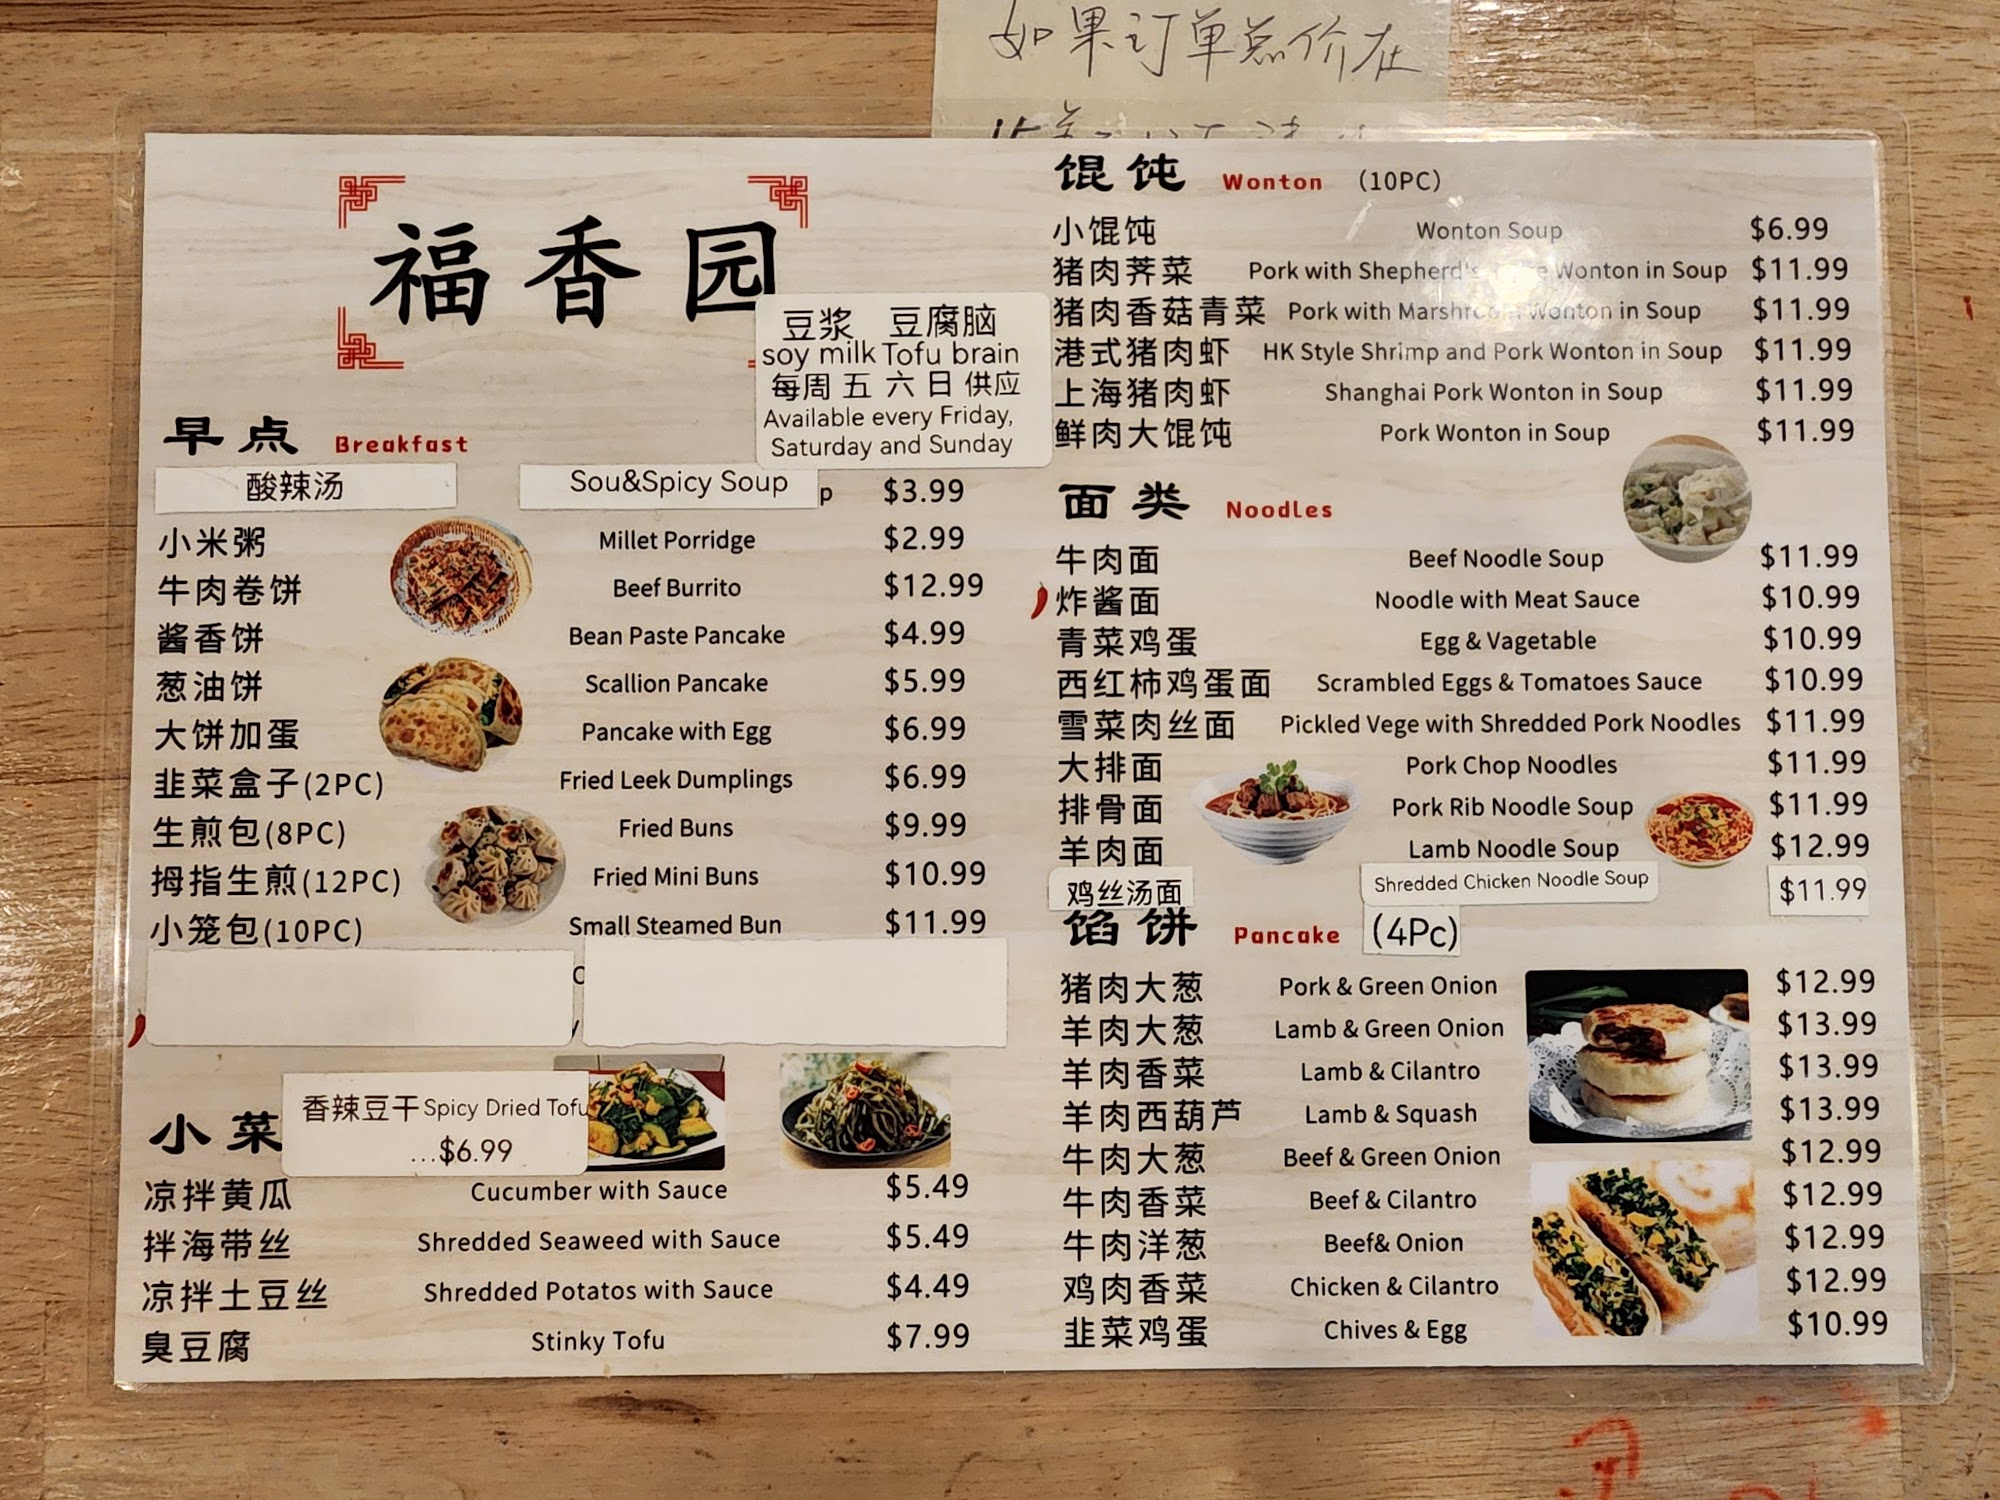 如果订单总价在
福香园
豆浆 豆腐脑
soy milk Tofu brain
每周五六日供应
Available every Friday,
Saturday and Sunday
早点 Breakfast
酸辣汤 Sou&Spicy Soup p $3.99
小米粥 Millet Porridge $2.99
牛肉卷饼 Beef Burrito $12.99
酱香饼 Bean Paste Pancake $4.99
葱油饼 Scallion Pancake $5.99
大饼加蛋 Pancake with Egg $6.99
韭菜盒子(2PC) Fried Leek Dumplings $6.99
生煎包(8PC) Fried Buns $9.99
拇指生煎(12PC) Fried Mini Buns $10.99
小笼包(10PC) Small Steamed Bun $11.99
小菜
香辣豆干 Spicy Dried Tofu
...$6.99
凉拌黄瓜 Cucumber with Sauce $5.49
拌海带丝 Shredded Seaweed with Sauce $5.49
凉拌土豆丝 Shredded Potatos with Sauce $4.49
臭豆腐 Stinky Tofu $7.99
馄饨 Wonton (10PC)
小馄饨 Wonton Soup $6.99
猪肉荠菜 Pork with Shepherd's Wonton in Soup $11.99
猪肉香菇青菜 Pork with Marshroom Wonton in Soup $11.99
港式猪肉虾 HK Style Shrimp and Pork Wonton in Soup $11.99
上海猪肉虾 Shanghai Pork Wonton in Soup $11.99
鲜肉大馄饨 Pork Wonton in Soup $11.99
面类 Noodles
牛肉面 Beef Noodle Soup $11.99
炸酱面 Noodle with Meat Sauce $10.99
青菜鸡蛋 Egg & Vagetable $10.99
西红柿鸡蛋面 Scrambled Eggs & Tomatoes Sauce $10.99
雪菜肉丝面 Pickled Vege with Shredded Pork Noodles $11.99
大排面 Pork Chop Noodles $11.99
排骨面 Pork Rib Noodle Soup $11.99
羊肉面 Lamb Noodle Soup $12.99
鸡丝汤面 Shredded Chicken Noodle Soup $11.99
馅饼 Pancake (4Pc)
猪肉大葱 Pork & Green Onion $12.99
羊肉大葱 Lamb & Green Onion $13.99
羊肉香菜 Lamb & Cilantro $13.99
羊肉西葫芦 Lamb & Squash $13.99
牛肉大葱 Beef & Green Onion $12.99
牛肉香菜 Beef & Cilantro $12.99
牛肉洋葱 Beef& Onion $12.99
鸡肉香菜 Chicken & Cilantro $12.99
韭菜鸡蛋 Chives & Egg $10.99